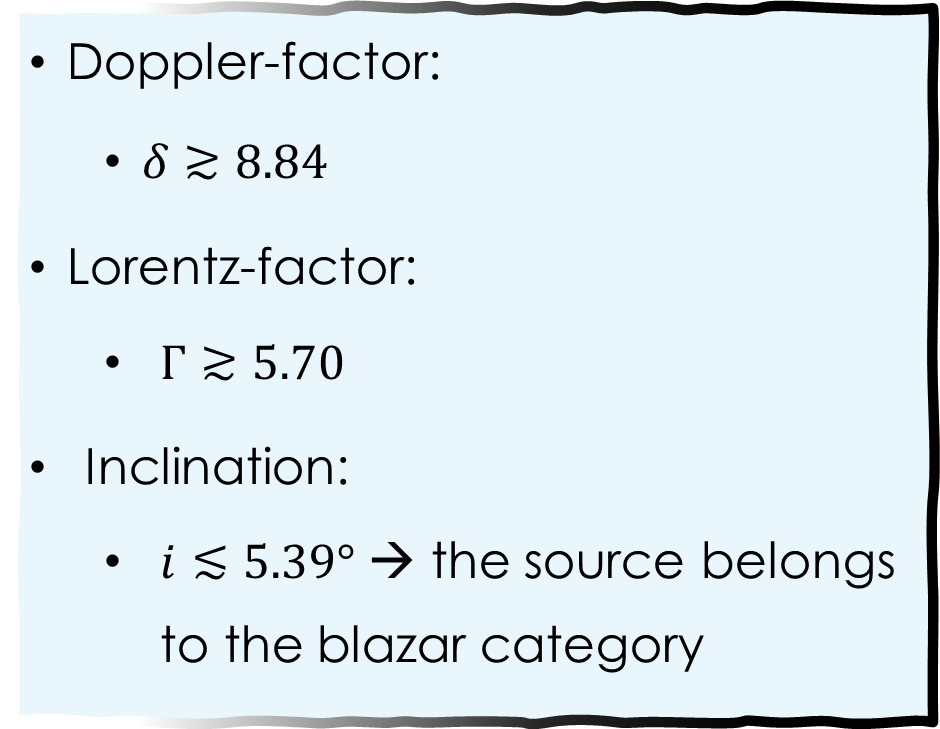 • Doppler-factor:
• 𝛿 ≳ 8.84
• Lorentz-factor:
• Γ ≳ 5.70
• Inclination:
• 𝑖 ≲ 5.39° → the source belongs
to the blazar category